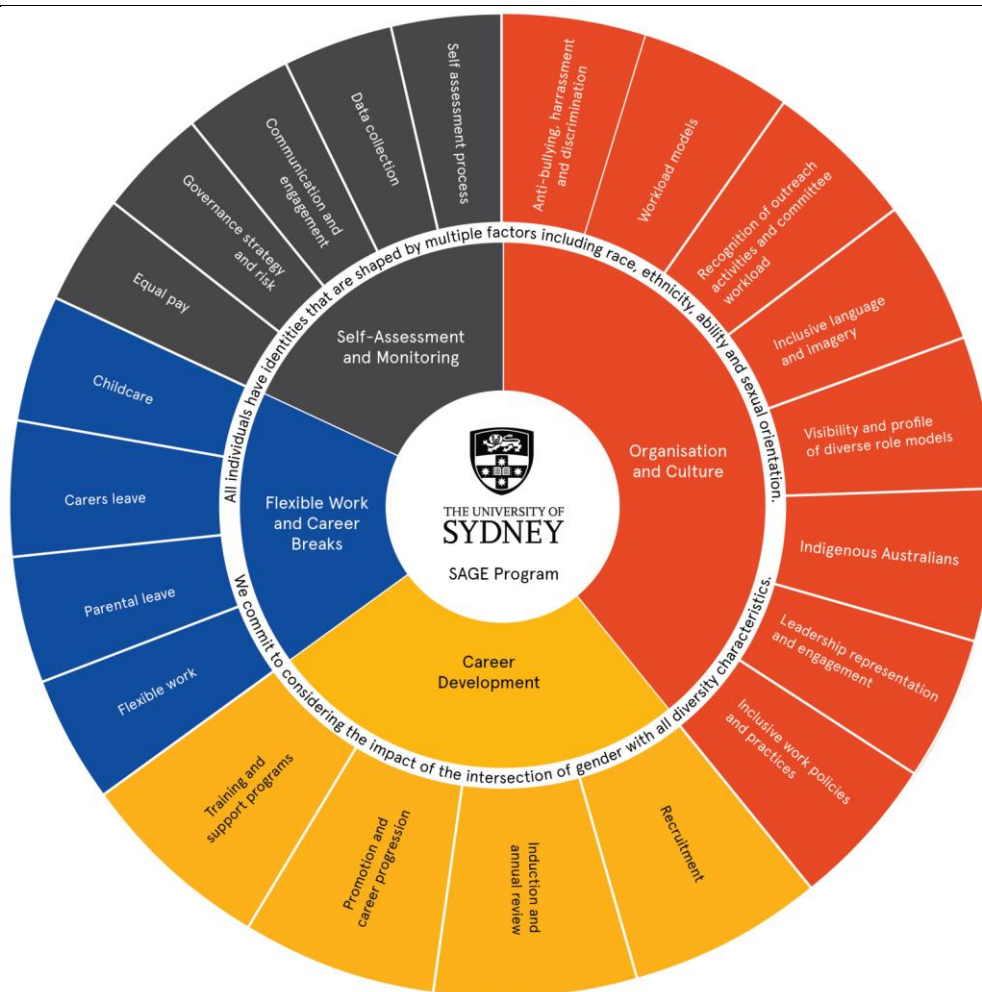 THE UNIVERSITY OF
SYDNEY
SAGE Program
All individuals have identities that are shaped by multiple factors including race, ethnicity, ability and sexual orientation.
We commit to considering the impact of the intersection of gender with all diversity characteristics.
Organisation
and Culture
Anti-bullying, harrassment
and discrimination
Workload models
Recognition of outreach
activities and committee
workload
Inclusive language
and imagery
Visibility and profile
of diverse role models
Indigenous Australians
Leadership representation
and engagement
Inclusive work policies
and practices
Career
Development
Recruitment
Induction and
annual review
Promotion and
career progression
Training and
support programs
Flexible Work
and Career
Breaks
Flexible work
Parental leave
Carers leave
Childcare
Self-Assessment
and Monitoring
Equal pay
Governance strategy
and risk
Communication and
engagement
Data collection
Self assessment process